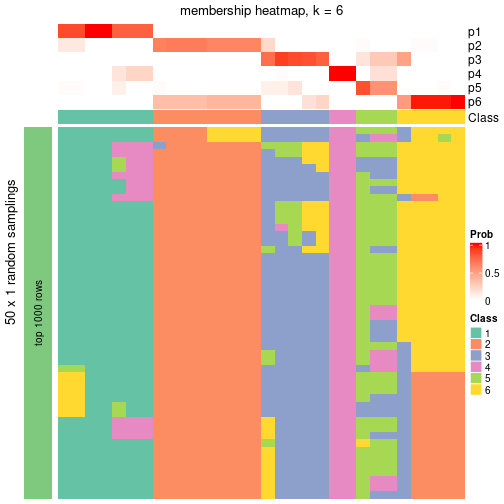 membership heatmap, k = 6
p1
p2
p3
p4
p5
p6
Class
50 x 1 random samplings
top 1000 rows
Prob
1
0.5
0
Class
1
2
3
4
5
6